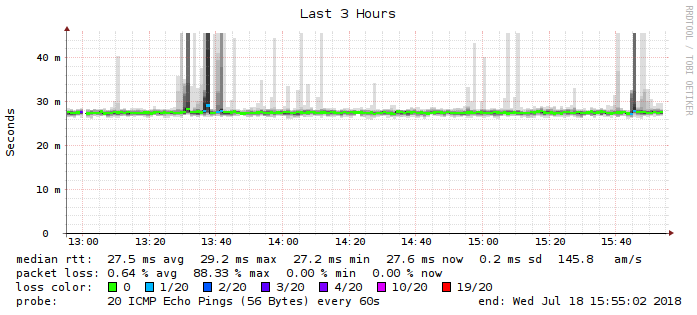 Last 3 Hours
RRDTOOL / TOBI OETIKER
Seconds
40 m
30 m
20 m
10 m
0
13:00 13:20 13:40 14:00 14:20 14:40 15:00 15:20 15:40
median rtt: 27.5 ms avg 29.2 ms max 27.2 ms min 27.6 ms now 0.2 ms sd 145.8 am/s
packet loss: 0.64 % avg 88.33 % max 0.00 % min 0.00 % now
loss color: 0 1/20 2/20 3/20 4/20 10/20 19/20
probe: 20 ICMP Echo Pings (56 Bytes) every 60s end: Wed Jul 18 15:55:02 2018